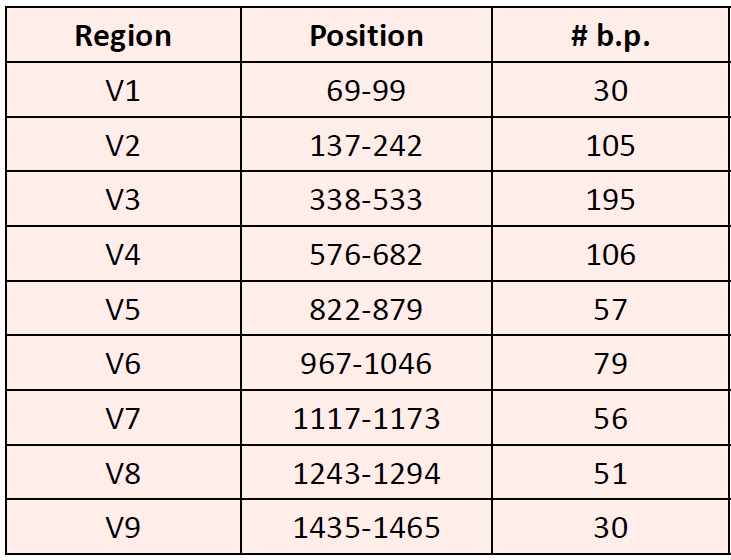 Region Position # b.p.
V1 69-99 30
V2 137-242 105
V3 338-533 195
V4 576-682 106
V5 822-879 57
V6 967-1046 79
V7 1117-1173 56
V8 1243-1294 51
V9 1435-1465 30